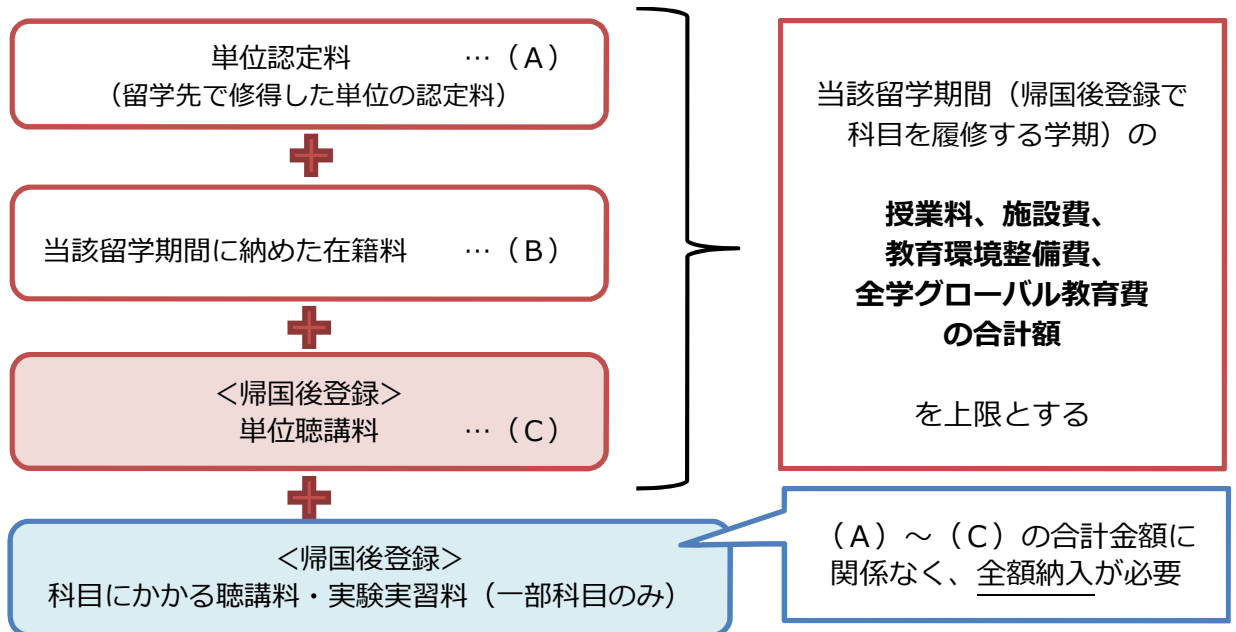 単位認定料 …（Ａ）
（留学先で修得した単位の認定料）
当該留学期間に納めた在籍料 …（Ｂ）
＜帰国後登録＞
単位聴講料 …（Ｃ）
＜帰国後登録＞
科目にかかる聴講料・実験実習料（一部科目のみ）
当該留学期間（帰国後登録で
科目を履修する学期）の
授業料、施設費、
教育環境整備費、
全学グローバル教育費
の合計額
を上限とする
（Ａ）～（Ｃ）の合計金額に
関係なく、全額納入が必要